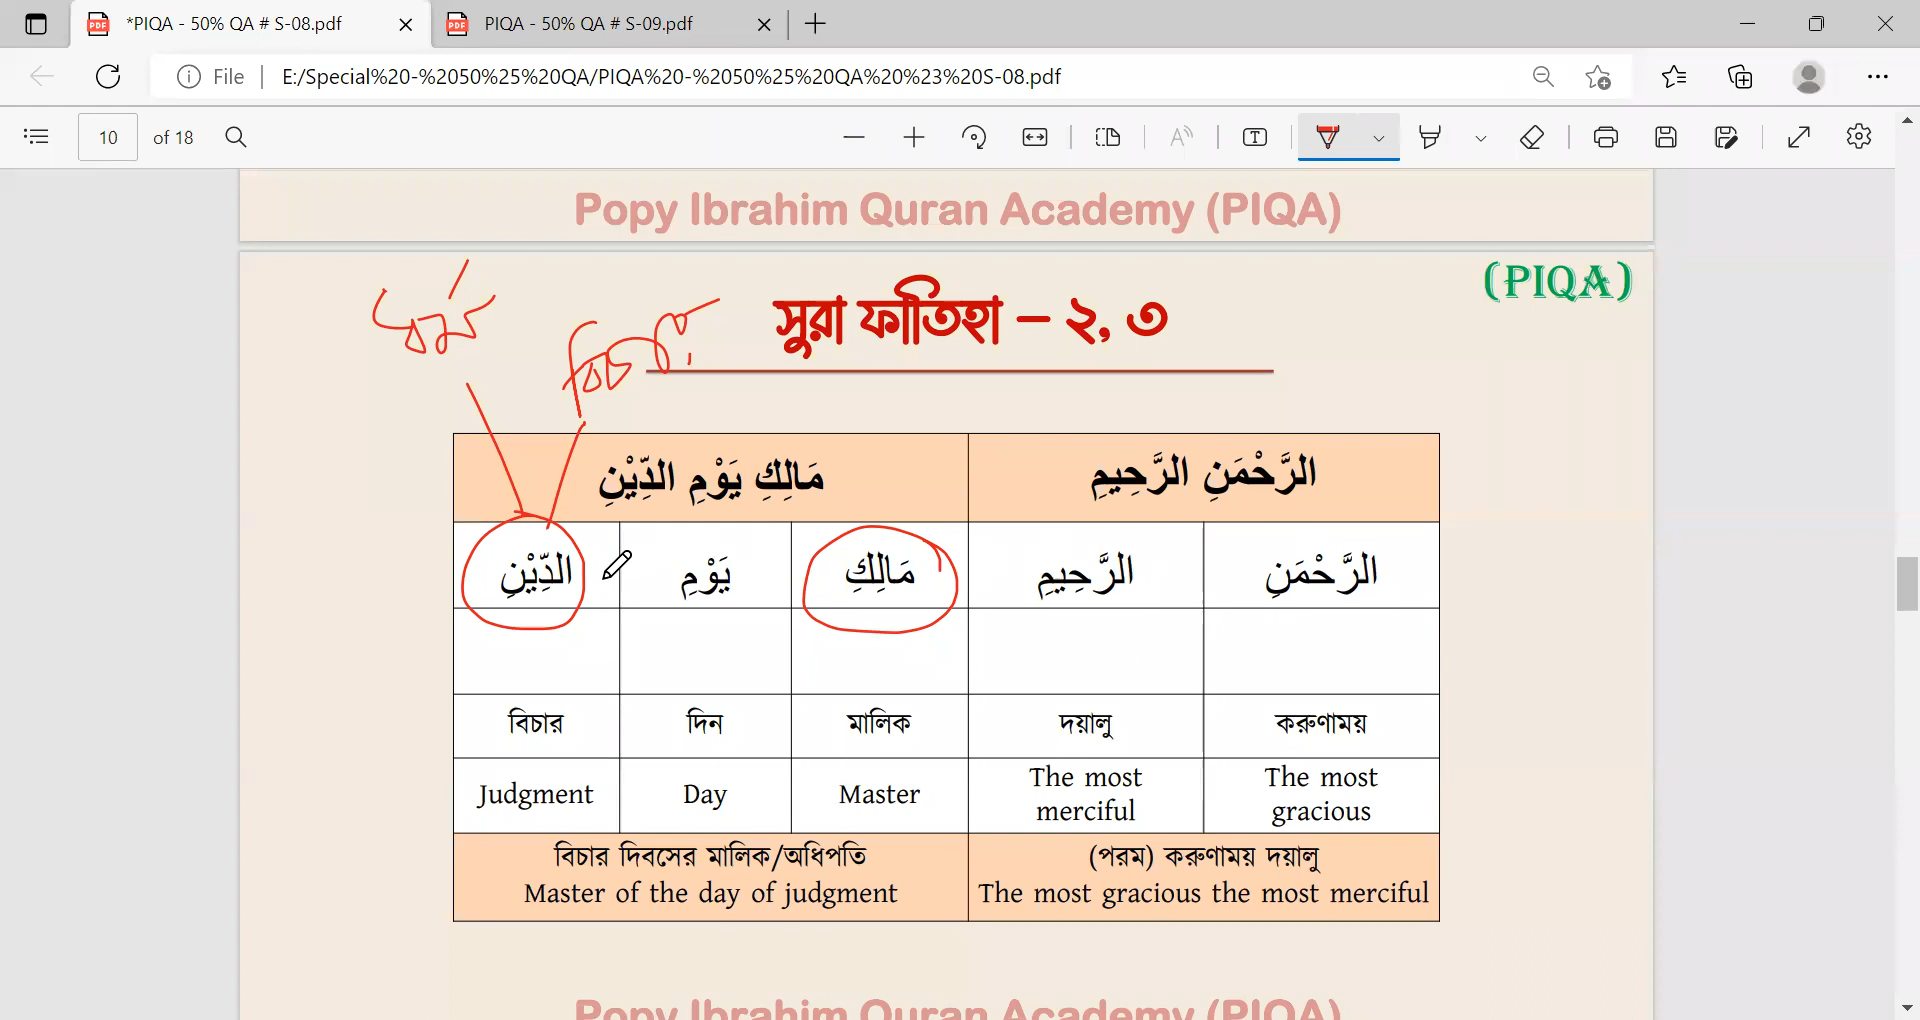 *PIQA - 50% QA # S-08.pdf
PIQA - 50% QA # S-09.pdf
File
E:/Special%20-%2050%25%20QA/PIQA%20-%2050%25%20QA%20%23%20S-08.pdf
10 of 18
Popy Ibrahim Quran Academy (PIQA)
(PIQA)
ধর্ম
বিচার
সুরা ফাতিহা – ২, ৩
الرَّحْمَنِ الرَّحِيمِ
مَالِكِ يَوْمِ الدِّيْنِ
الرَّحْمَنِ
الرَّحِيمِ
مَالِكِ
يَوْمِ
الدِّيْنِ
বিচার দিন মালিক দয়ালু করুণাময়
Judgment Day Master The most merciful The most gracious
বিচার দিবসের মালিক/অধিপতি
Master of the day of judgment
(পরম) করুণাময় দয়ালু
The most gracious the most merciful
Popy Ibrahim Quran Academy (PIQA)